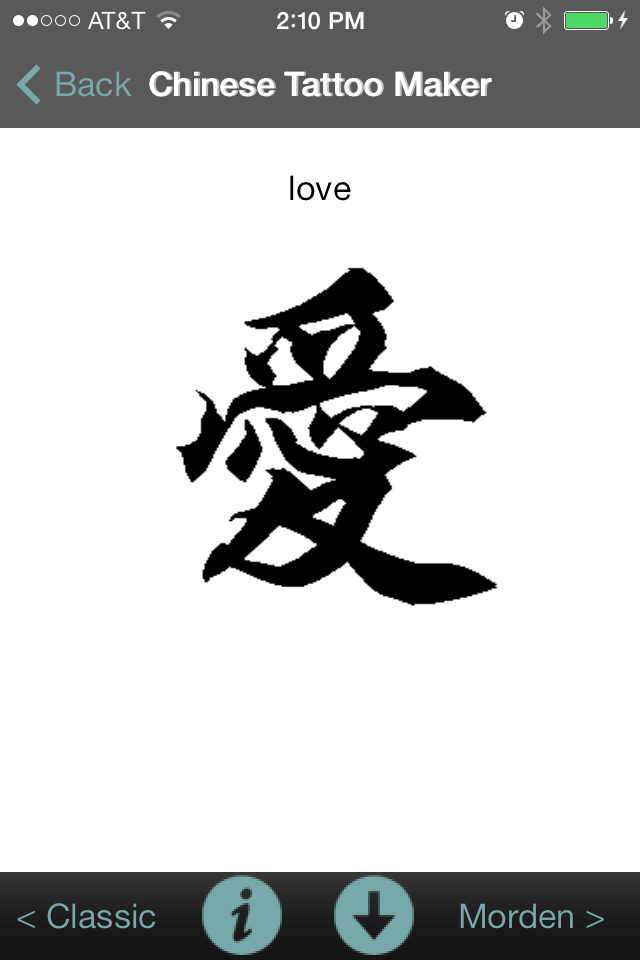 AT&T 2:10 PM
Back Chinese Tattoo Maker
love
愛
< Classic i Morden >